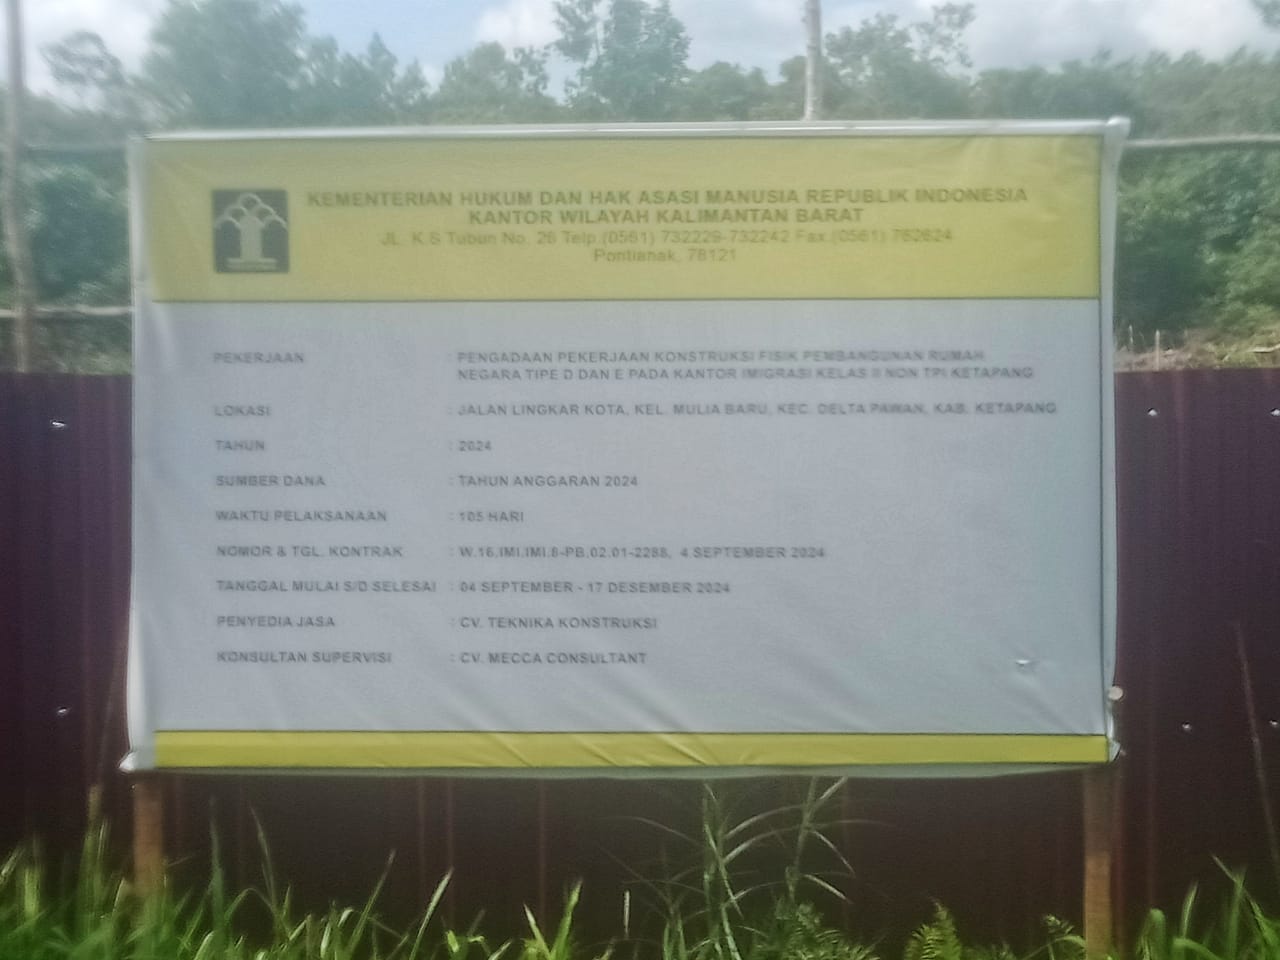 KEMENTERIAN HUKUM DAN HAK ASASI MANUSIA REPUBLIK INDONESIA
KANTOR WILAYAH KALIMANTAN BARAT
JL. K.S Tubun No. 26 Telp.(0561) 732229-732242 Fax.(0561) 762624
Pontianak, 78121
PEKERJAAN : PENGADAAN PEKERJAAN KONSTRUKSI FISIK PEMBANGUNAN RUMAH
NEGARA TIPE D DAN E PADA KANTOR IMIGRASI KELAS II NON TPI KETAPANG
LOKASI : JALAN LINGKAR KOTA, KEL. MULIA BARU, KEC. DELTA PAWAN, KAB. KETAPANG
TAHUN : 2024
SUMBER DANA : TAHUN ANGGARAN 2024
WAKTU PELAKSANAAN : 105 HARI
NOMOR & TGL. KONTRAK : W.16.IMI.IMI.8-PB.02.01-2288, 4 SEPTEMBER 2024
TANGGAL MULAI S/D SELESAI : 04 SEPTEMBER - 17 DESEMBER 2024
PENYEDIA JASA : CV. TEKNIKA KONSTRUKSI
KONSULTAN SUPERVISI : CV. MECCA CONSULTANT